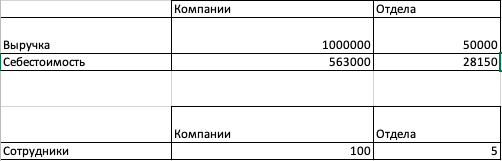 Компании Отдела
Выручка 1000000 50000
Себестоимость 563000 28150
Компании Отдела
Сотрудники 100 5